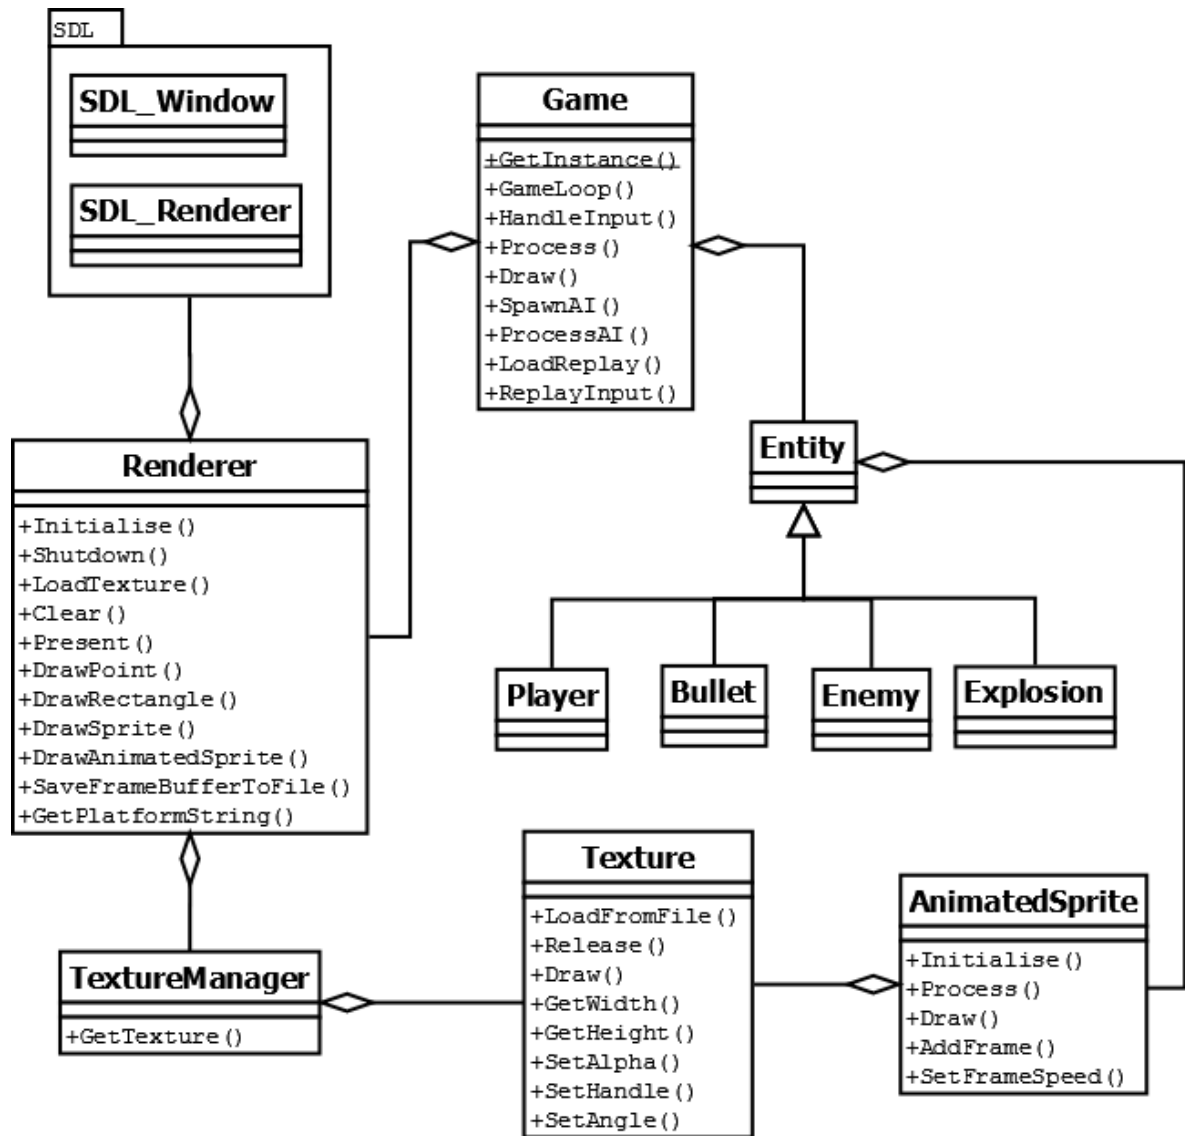 SDL
SDL_Window
SDL_Renderer
Game
+GetInstance()
+GameLoop()
+HandleInput()
+Process()
+Draw()
+SpawnAI()
+ProcessAI()
+LoadReplay()
+ReplayInput()
Renderer
+Initialise()
+Shutdown()
+LoadTexture()
+Clear()
+Present()
+DrawPoint()
+DrawRectangle()
+DrawSprite()
+DrawAnimatedSprite()
+SaveFrameBufferToFile()
+GetPlatformString()
Entity
Player
Bullet
Enemy
Explosion
TextureManager
+GetTexture()
Texture
+LoadFromFile()
+Release()
+Draw()
+GetWidth()
+GetHeight()
+SetAlpha()
+SetHandle()
+SetAngle()
AnimatedSprite
+Initialise()
+Process()
+Draw()
+AddFrame()
+SetFrameSpeed()